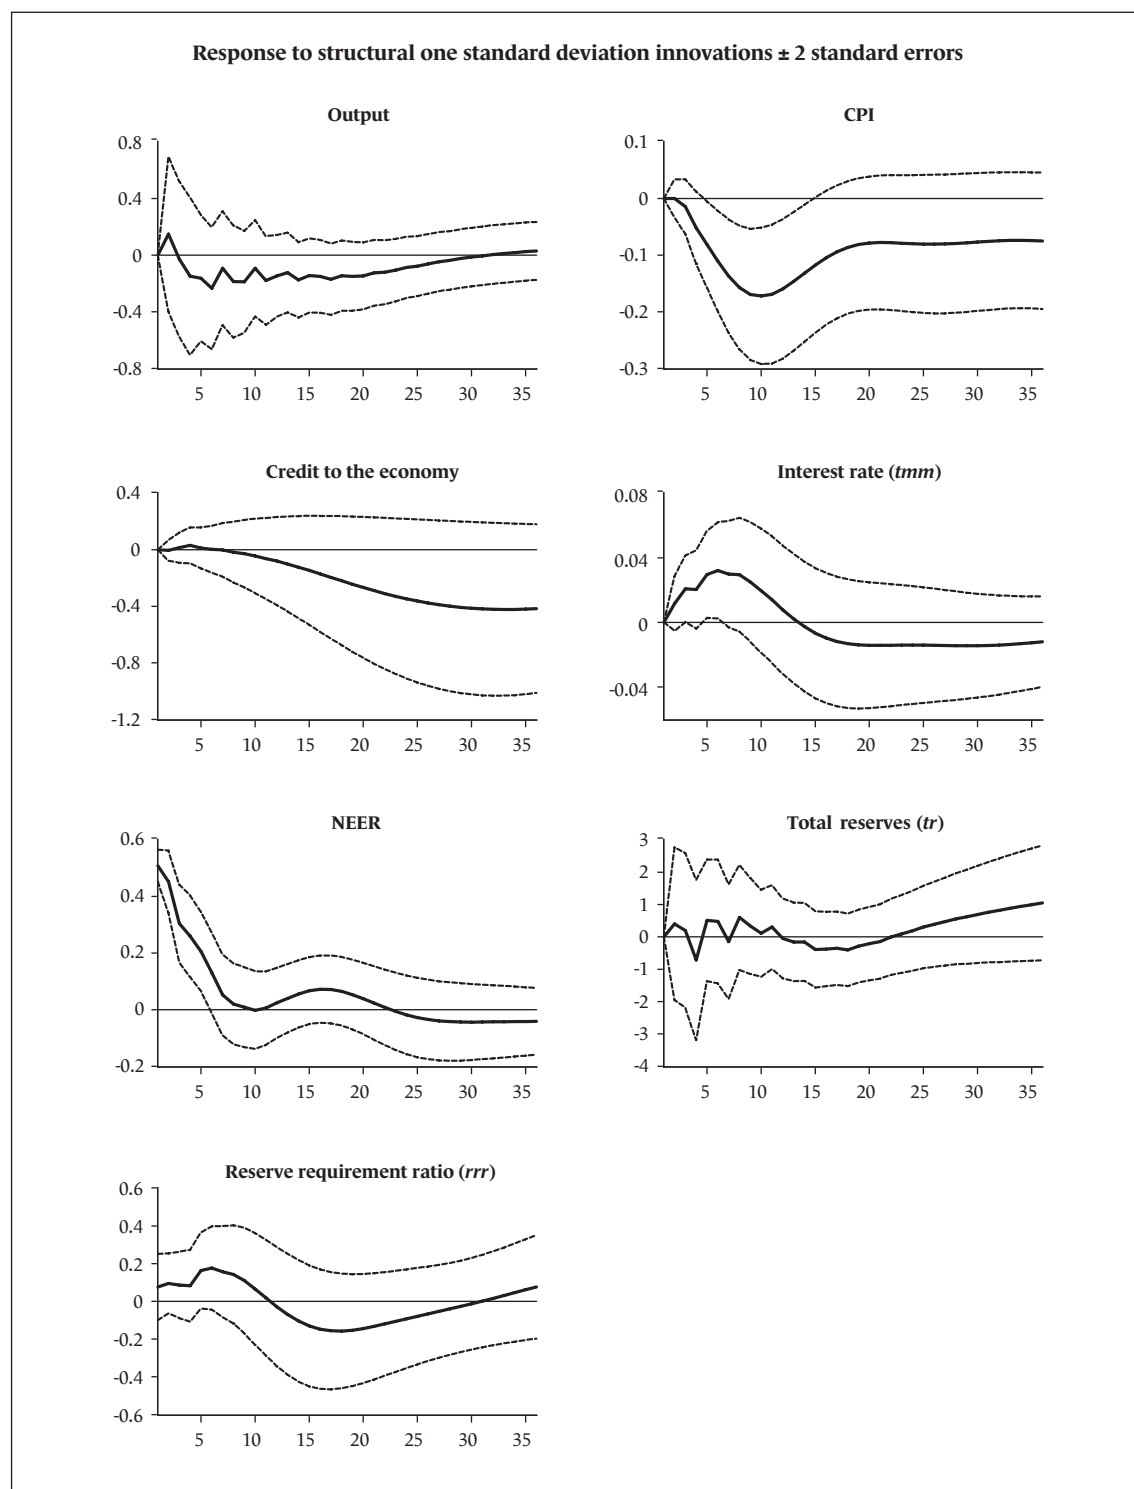 Response to structural one standard deviation innovations ± 2 standard errors
Output
0.8
0.4
0
-0.4
-0.8
5 10 15 20 25 30 35
CPI
0.1
0
-0.1
-0.2
-0.3
5 10 15 20 25 30 35
Credit to the economy
0.4
0
-0.4
-0.8
-1.2
5 10 15 20 25 30 35
Interest rate (tmm)
0.08
0.04
0
-0.04
5 10 15 20 25 30 35
NEER
0.6
0.4
0.2
0
-0.2
5 10 15 20 25 30 35
Total reserves (tr)
3
2
1
0
-1
-2
-3
-4
5 10 15 20 25 30 35
Reserve requirement ratio (rrr)
0.6
0.4
0.2
0
-0.2
-0.4
-0.6
5 10 15 20 25 30 35